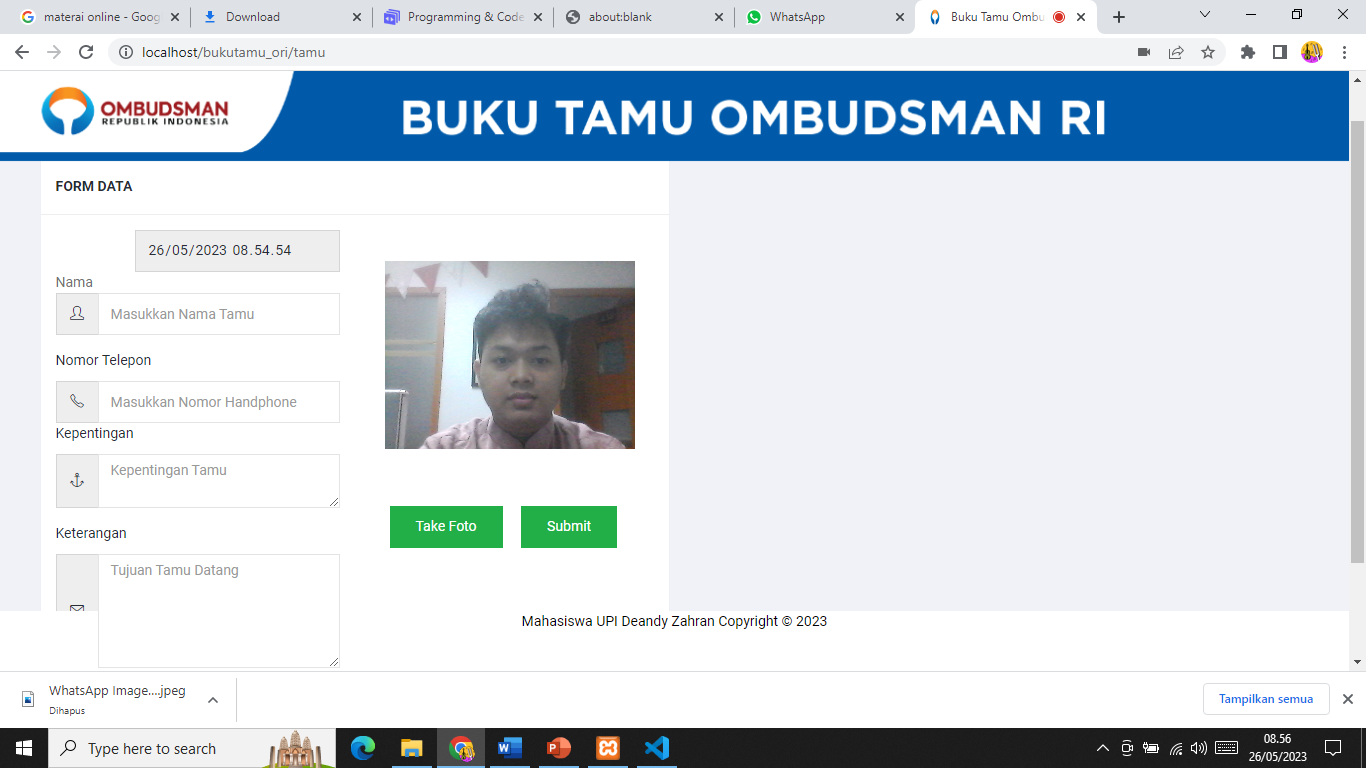 materai online - Goog
Download
Programming & Code
about:blank
WhatsApp
Buku Tamu Ombu
localhost/bukutamu_ori/tamu
OMBUDSMAN
REPUBLIK INDONESIA
BUKU TAMU OMBUDSMAN RI
FORM DATA
26/05/2023 08.54.54
Nama
Masukkan Nama Tamu
Nomor Telepon
Masukkan Nomor Handphone
Kepentingan
Kepentingan Tamu
Take Foto
Submit
Keterangan
Tujuan Tamu Datang
Mahasiswa UPI Deandy Zahran Copyright © 2023
WhatsApp Image....jpeg
Dihapus
Tampilkan semua
Type here to search
08.56
26/05/2023